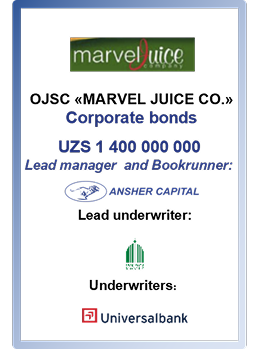 marvel Juice
company
OJSC «MARVEL JUICE CO.»
Corporate bonds
UZS 1 400 000 000
Lead manager and Bookrunner:
ANSHER CAPITAL
Lead underwriter:
Underwriters:
Universalbank